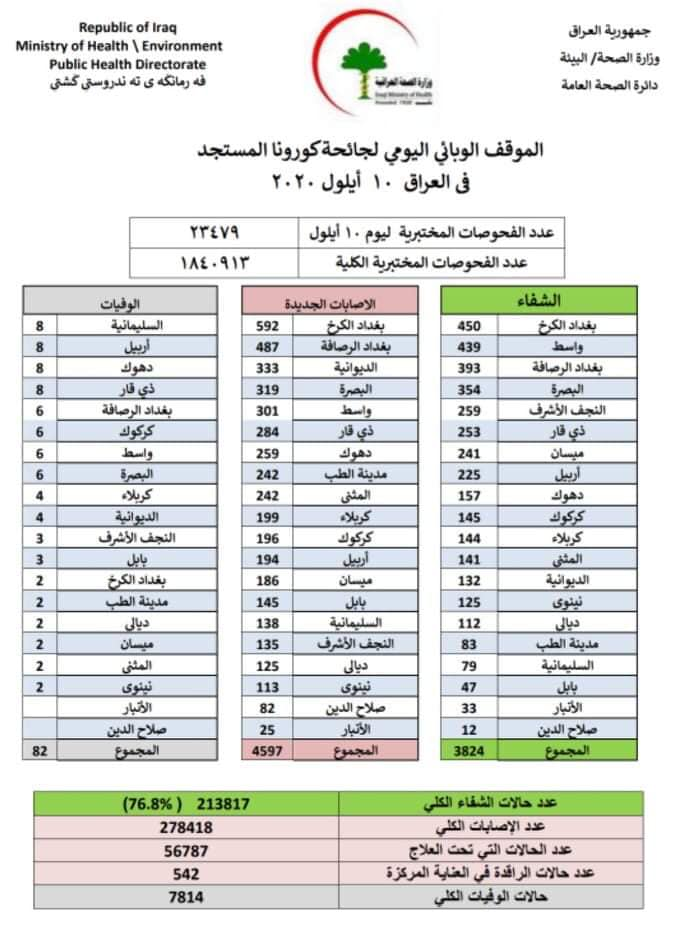 Republic of Iraq
Ministry of Health \ Environment
Public Health Directorate
فه رمانگه ی ته ندروستی گشتی
جمهورية العراق
وزارة الصحة/ البيئة
دائرة الصحة العامة
وزارة الصحة العراقية
Iraqi Ministry of Health
الموقف الوبائي اليومي لجائحة كورونا المستجد
في العراق ١٠ أيلول ٢٠٢٠
عدد الفحوصات المختبرية ليوم ١٠ أيلول ٢٣٤٧٩
عدد الفحوصات المختبرية الكلية ١٨٤٠٩١٣
الشفاء
بغداد الكرخ 450
واسط 439
بغداد الرصافة 393
البصرة 354
النجف الأشرف 259
ذي قار 253
ميسان 241
أربيل 225
دهوك 157
كركوك 145
كربلاء 144
المثنى 141
الديوانية 132
نينوى 125
ديالى 112
مدينة الطب 83
السليمانية 79
بابل 47
الأنبار 33
صلاح الدين 12
المجموع 3824
الاصابات الجديدة
بغداد الكرخ 592
بغداد الرصافة 487
الديوانية 333
البصرة 319
واسط 301
ذي قار 284
دهوك 259
مدينة الطب 242
المثنى 242
كربلاء 199
كركوك 196
أربيل 194
ميسان 186
بابل 145
السليمانية 138
النجف الأشرف 135
ديالى 125
نينوى 113
صلاح الدين 82
الأنبار 25
المجموع 4597
الوفيات
السليمانية 8
أربيل 8
دهوك 8
ذي قار 8
بغداد الرصافة 6
كركوك 6
واسط 6
البصرة 6
كربلاء 4
الديوانية 4
النجف الأشرف 3
بابل 3
بغداد الكرخ 2
مدينة الطب 2
ديالى 2
ميسان 2
المثنى 2
نينوى 2
الأنبار
صلاح الدين
المجموع 82
عدد حالات الشفاء الكلي 213817 (76.8%)
عدد الإصابات الكلي 278418
عدد الحالات التي تحت العلاج 56787
عدد حالات الراقدة في العناية المركزة 542
حالات الوفيات الكلي 7814